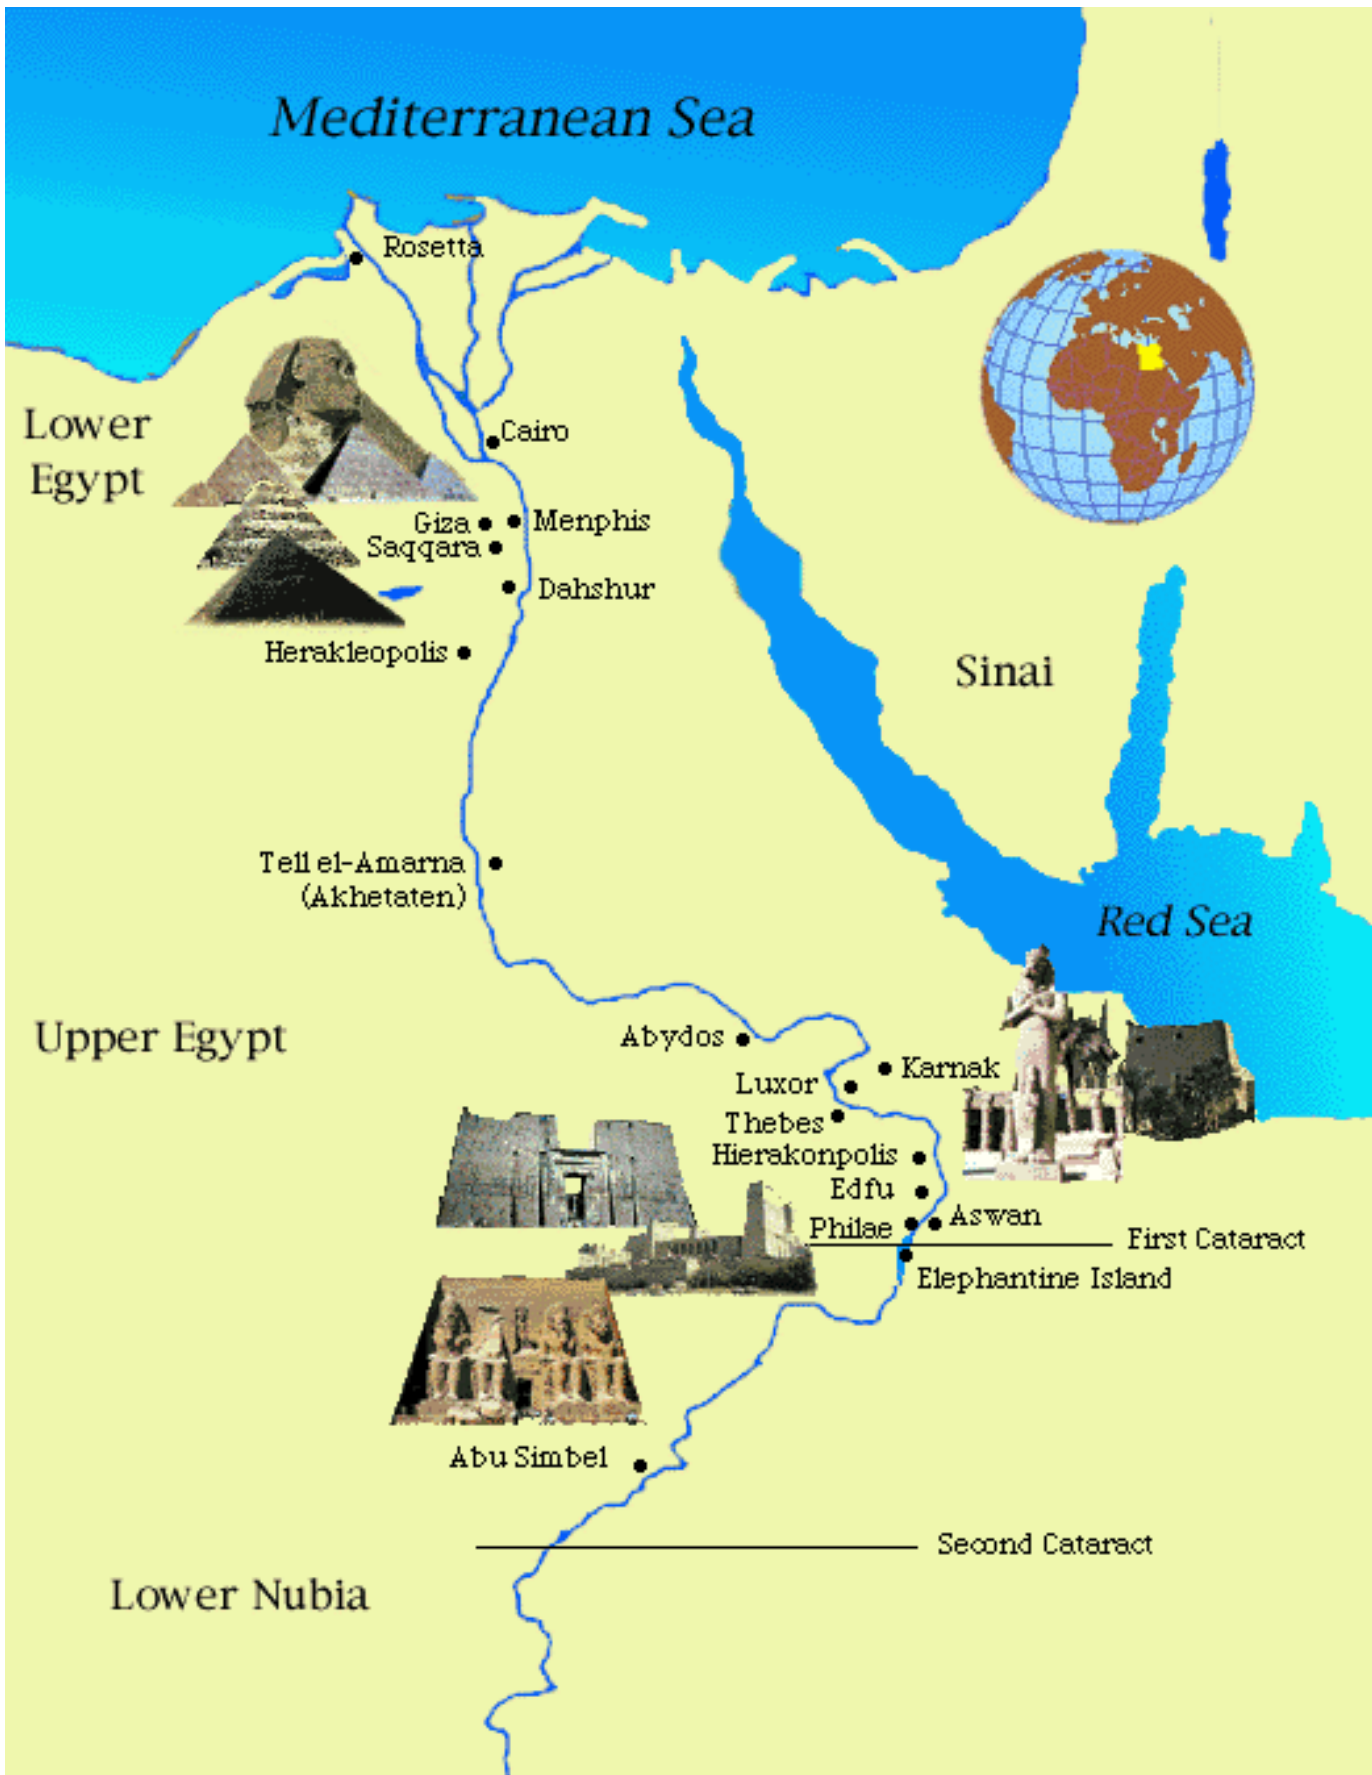 Mediterranean Sea
Rosetta
Lower
Egypt
Cairo
Giza
Menphis
Saqqara
Dahshur
Herakleopolis
Sinai
Tell el-Amarna
(Akhetaten)
Red Sea
Upper Egypt
Abydos
Karnak
Luxor
Thebes
Hierakonpolis
Edfu
Philae
Aswan
First Cataract
Elephantine Island
Abu Simbel
Second Cataract
Lower Nubia